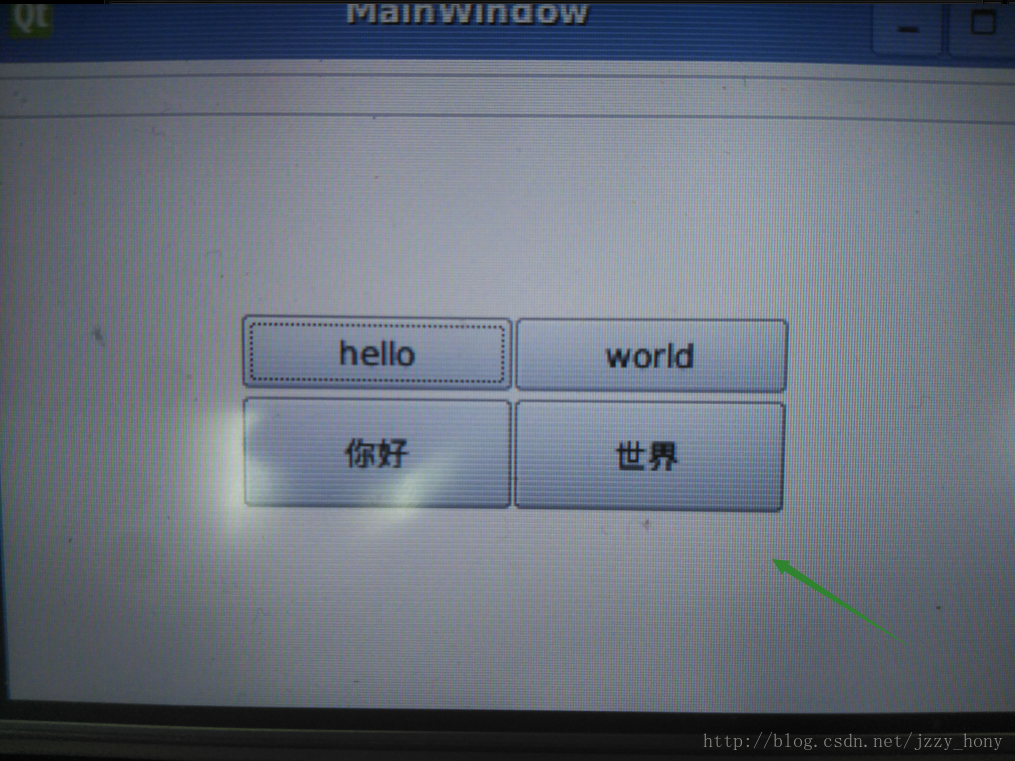 Qt MainWindow
hello world
你好 世界
http://blog.csdn.net/jzzy_hony